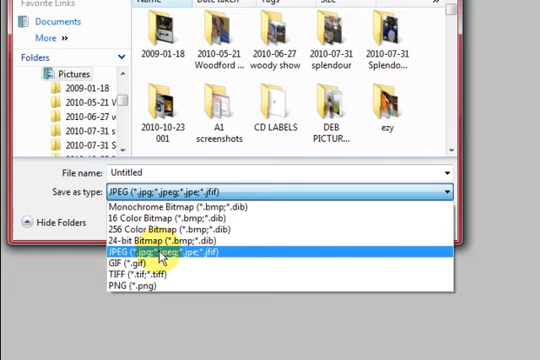 Favorite Links
Name
Date taken
Tags
Size
Documents
More »
Folders
Pictures
2009-01-18
2010-05-21 W
2010-06-27 w
2010-07-31 s
2010-07-31 S
2009-01-18
2010-05-21 Woodford ...
2010-06-27 woody show
2010-07-31 splendour
2010-07-31 Splendo...
2010-10-23 001
A1 screenshots
CD LABELS
DEB PICTUR...
ezy
File name:
Untitled
Save as type:
JPEG (*.jpg;*.jpeg;*.jpe;*.jfif)
Hide Folders
Monochrome Bitmap (*.bmp;*.dib)
16 Color Bitmap (*.bmp;*.dib)
256 Color Bitmap (*.bmp;*.dib)
24-bit Bitmap (*.bmp;*.dib)
JPEG (*.jpg;*.jpeg;*.jpe;*.jfif)
GIF (*.gif)
TIFF (*.tif;*.tiff)
PNG (*.png)